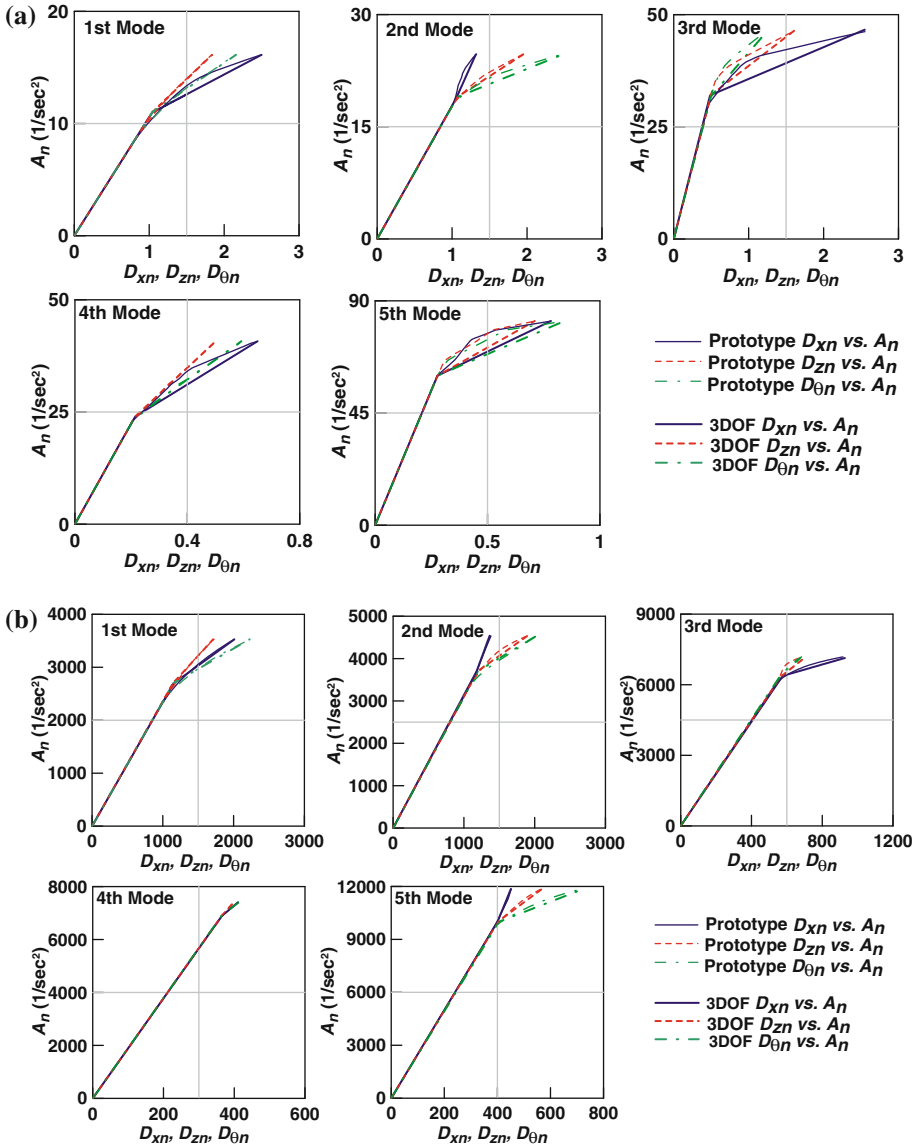 (a)
1st Mode
20
10
0
0 1 2 3
An (1/sec²)
Dxn, Dzn, Dθn
2nd Mode
30
15
0
0 1 2 3
An (1/sec²)
Dxn, Dzn, Dθn
3rd Mode
50
25
0
0 1 2 3
An (1/sec²)
Dxn, Dzn, Dθn
4th Mode
50
25
0
0 0.4 0.8
An (1/sec²)
Dxn, Dzn, Dθn
5th Mode
90
45
0
0 0.5 1
An (1/sec²)
Dxn, Dzn, Dθn
Prototype Dxn vs. An
Prototype Dzn vs. An
Prototype Dθn vs. An
3DOF Dxn vs. An
3DOF Dzn vs. An
3DOF Dθn vs. An
(b)
1st Mode
4000
3000
2000
1000
0
0 1000 2000 3000
An (1/sec²)
Dxn, Dzn, Dθn
2nd Mode
5000
4000
3000
2000
1000
0
0 1000 2000 3000
An (1/sec²)
Dxn, Dzn, Dθn
3rd Mode
9000
6000
3000
0
0 400 800 1200
An (1/sec²)
Dxn, Dzn, Dθn
4th Mode
8000
6000
4000
2000
0
0 200 400 600
An (1/sec²)
Dxn, Dzn, Dθn
5th Mode
12000
9000
6000
3000
0
0 200 400 600 800
An (1/sec²)
Dxn, Dzn, Dθn
Prototype Dxn vs. An
Prototype Dzn vs. An
Prototype Dθn vs. An
3DOF Dxn vs. An
3DOF Dzn vs. An
3DOF Dθn vs. An